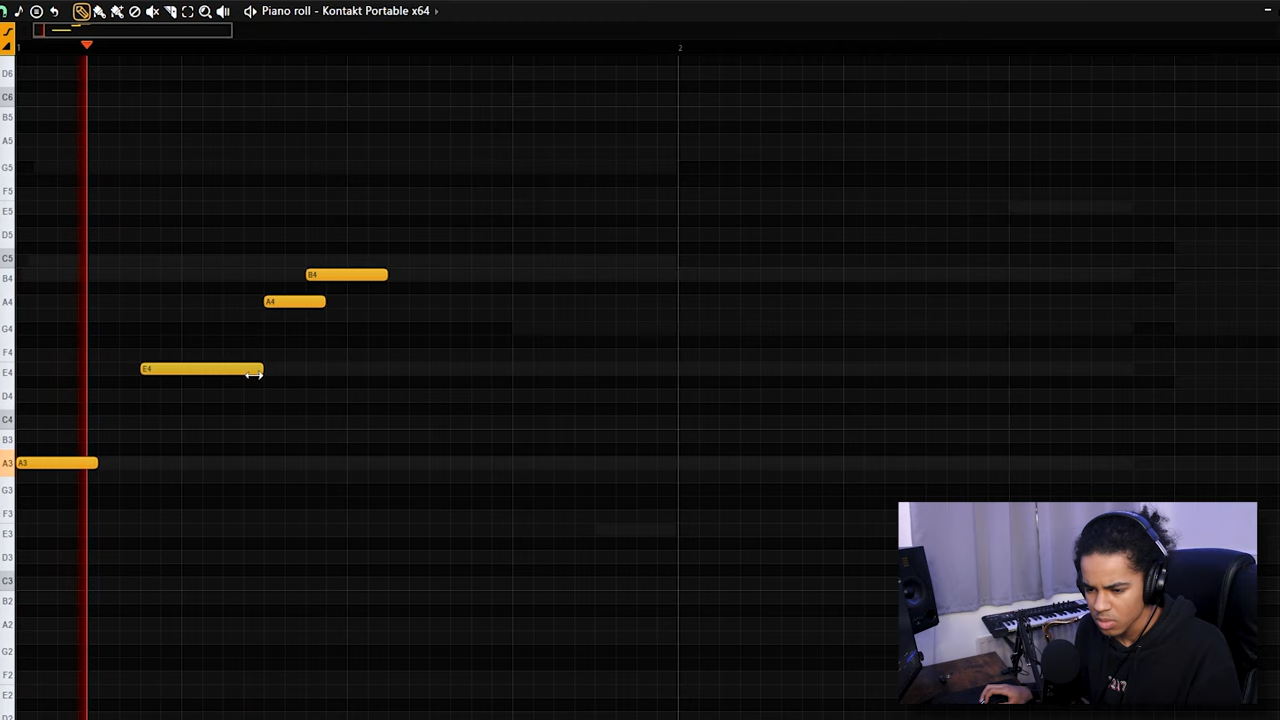 Piano roll - Kontakt Portable x64
1 2
D6
C6
B5
A5
G5
F5
E5
D5
C5
B4 B4
A4 A4
G4
F4
E4 E4
D4
C4
B3
A3 A3
G3
F3
E3
D3
C3
B2
A2
G2
F2
E2
D2